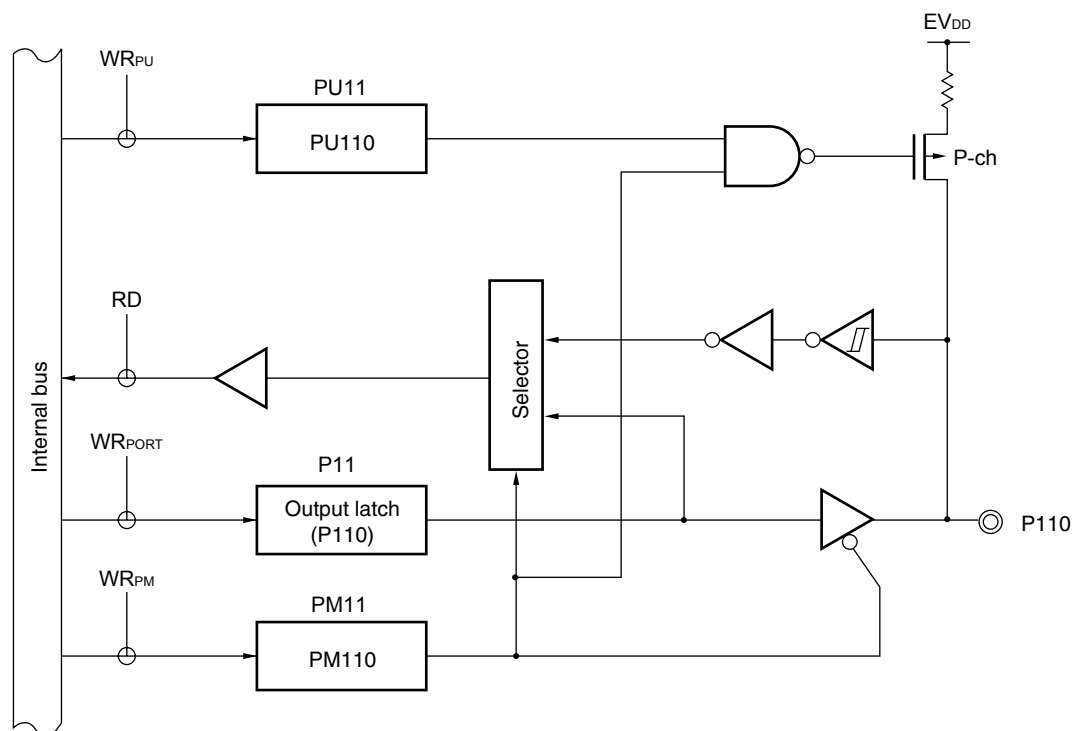 EVDD
WRPU
PU11
PU110
P-ch
RD
Selector
Internal bus
WRPORT
P11
Output latch
(P110)
P110
WRPM
PM11
PM110